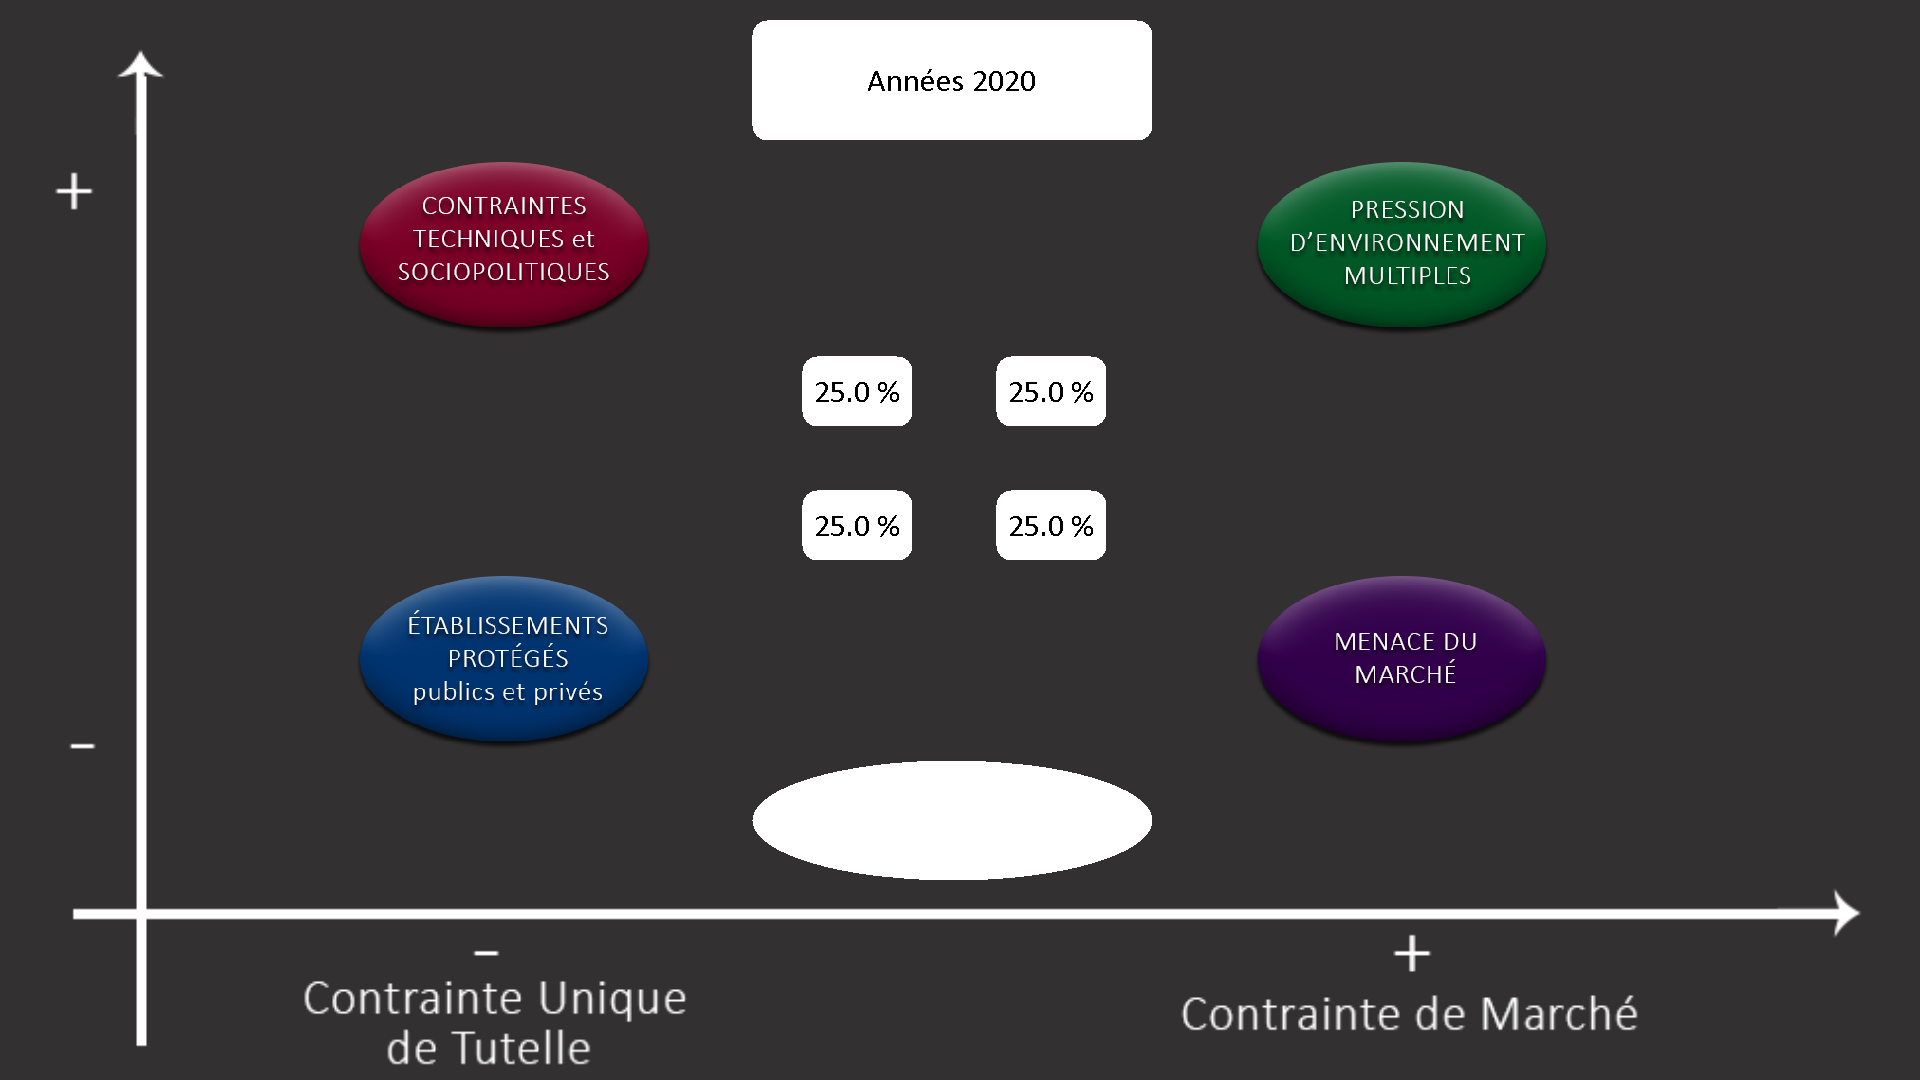 Années 2020
+
CONTRAINTES
TECHNIQUES et
SOCIOPOLITIQUES
PRESSION
D’ENVIRONNEMENT
MULTIPLES
25.0 %
25.0 %
25.0 %
25.0 %
ÉTABLISSEMENTS
PROTÉGÉS
publics et privés
MENACE DU
MARCHÉ
–
–
Contrainte Unique
de Tutelle
+
Contrainte de Marché